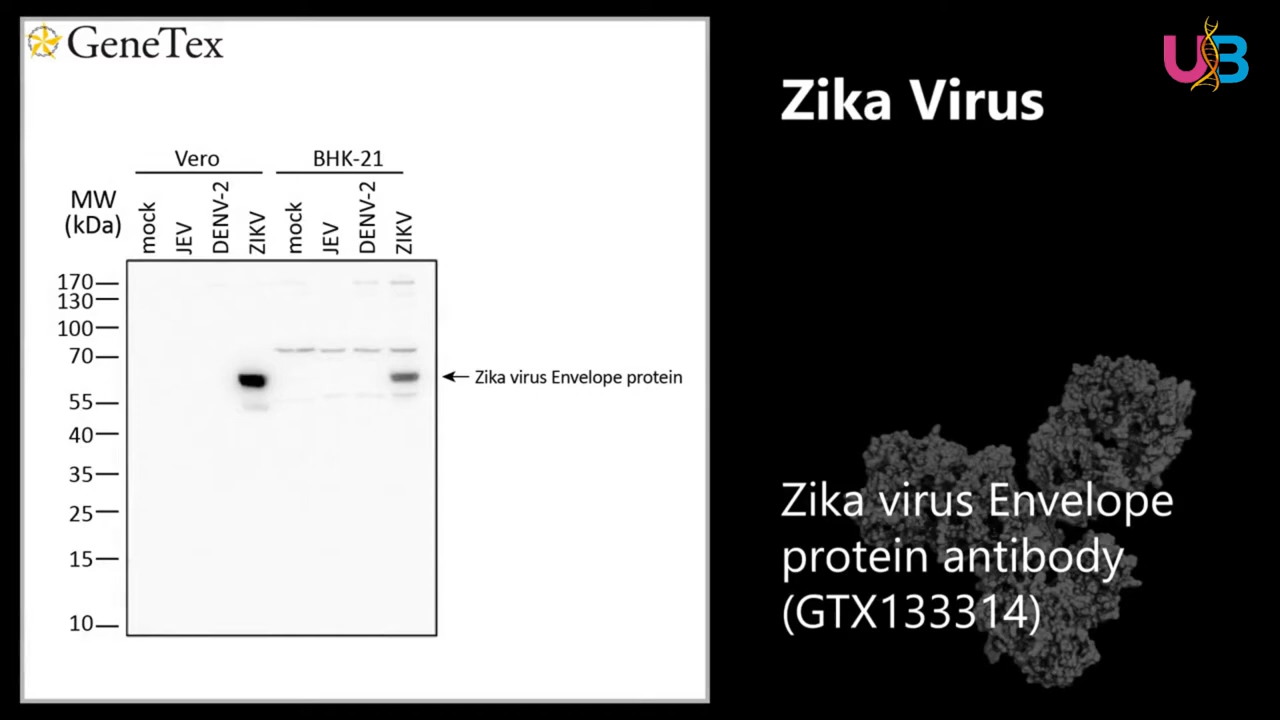 GeneTex
UB
Zika Virus
Vero BHK-21
MW
(kDa)
mock JEV DENV-2 ZIKV mock JEV DENV-2 ZIKV
170
130
100
70
Zika virus Envelope protein
55
40
35
25
15
10
Zika virus Envelope
protein antibody
(GTX133314)